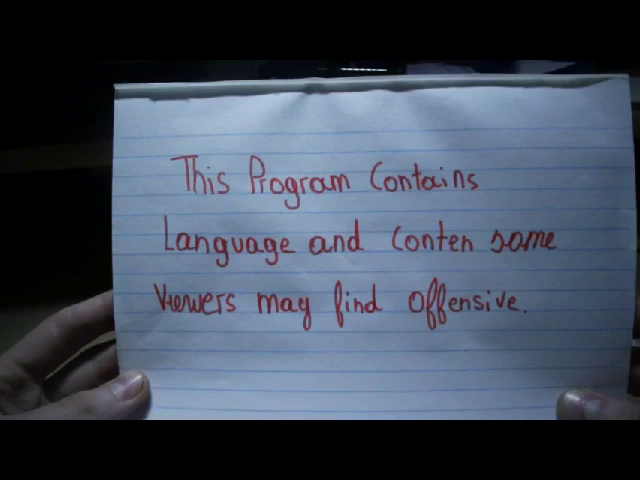 This Program Contains
Language and Conten some
Viewers may find offensive.